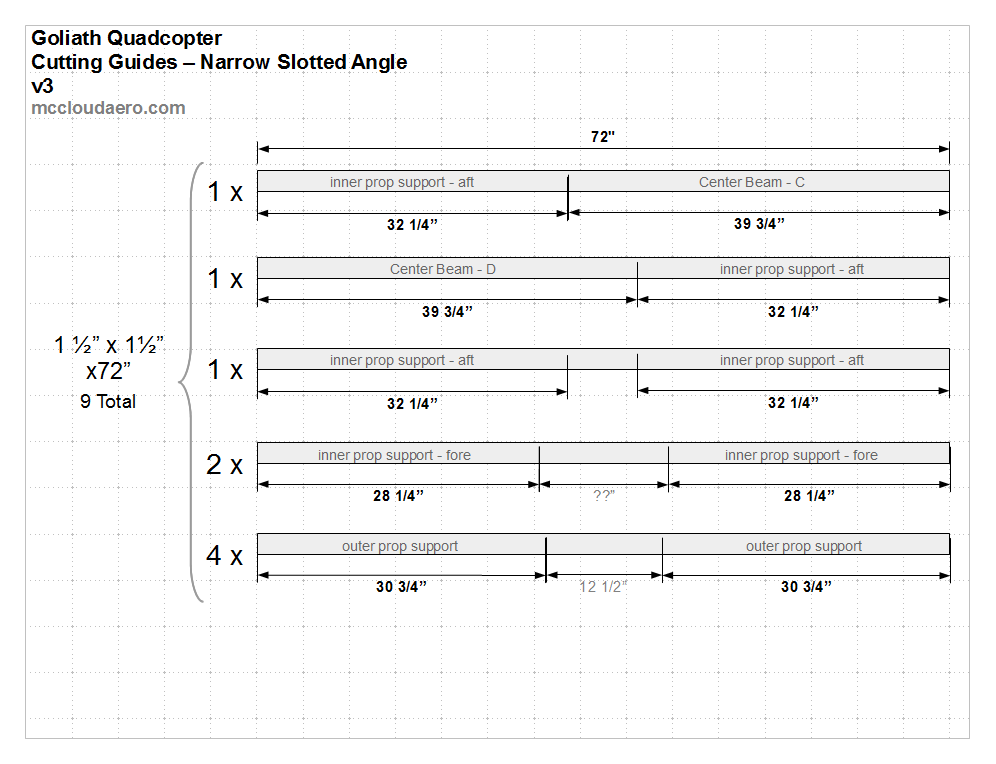 Goliath Quadcopter
Cutting Guides – Narrow Slotted Angle
v3
mccloudaero.com
72"
1 x
inner prop support - aft
Center Beam - C
32 1/4”
39 3/4”
1 x
Center Beam - D
inner prop support - aft
39 3/4”
32 1/4”
1 ½” x 1½”
x72”
9 Total
1 x
inner prop support - aft
inner prop support - aft
32 1/4”
32 1/4”
2 x
inner prop support - fore
inner prop support - fore
28 1/4”
??”
28 1/4”
4 x
outer prop support
outer prop support
30 3/4”
12 1/2”
30 3/4”